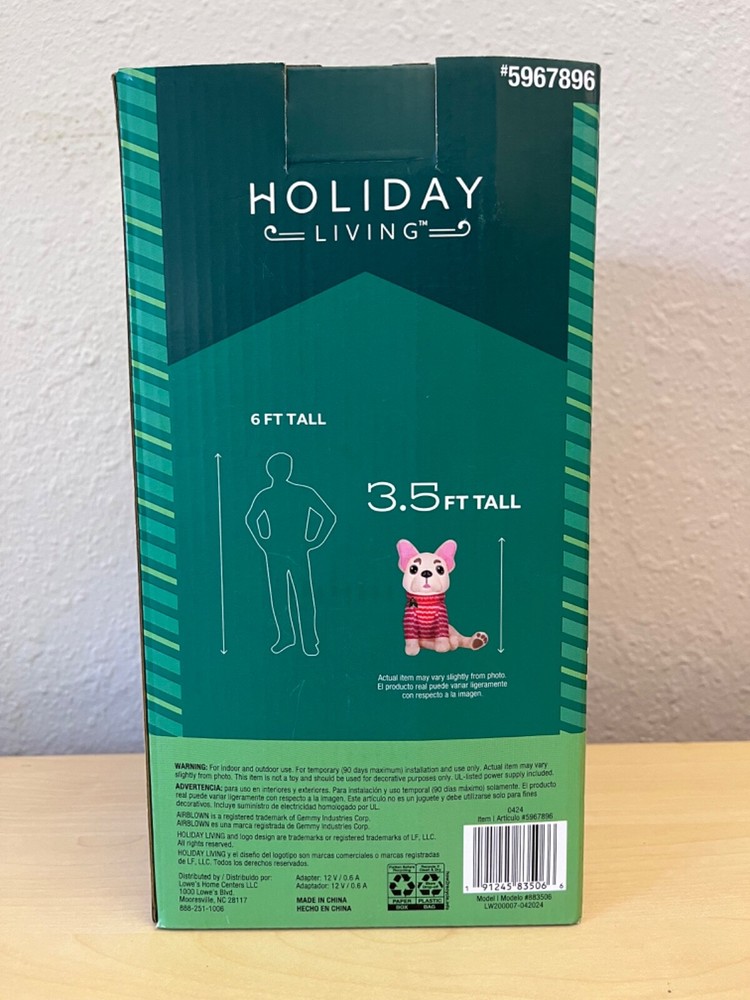 #5967896
HOLIDAY
LIVING™
6 FT TALL
3.5 FT TALL
Actual item may vary slightly from photo.
El producto real puede variar ligeramente
con respecto a la imagen.
WARNING: For indoor and outdoor use. For temporary (90 days maximum) installation and use only. Actual item may vary
slightly from photo. This item is not a toy and should be used for decorative purposes only. UL-listed power supply included.
ADVERTENCIA: para uso en interiores y exteriores. Para instalación y uso temporal (90 días máximo) solamente. El producto
real puede variar ligeramente con respecto a la imagen. Este artículo no es un juguete y debe utilizarse solo para fines
decorativos. Incluye suministro de electricidad homologado por UL.
AIRBLOWN is a registered trademark of Gemmy Industries Corp.
AIRBLOWN es una marca registrada de Gemmy Industries Corp.
HOLIDAY LIVING and logo design are trademarks or registered trademarks of LF, LLC.
All rights reserved.
HOLIDAY LIVING y el diseño del logotipo son marcas comerciales o marcas registradas
de LF, LLC. Todos los derechos reservados.
Distributed by / Distribuido por:
Lowe's Home Centers LLC
1000 Lowe's Blvd.
Mooresville, NC 28117
888-251-1006
Adapter: 12 V / 0.6 A
Adaptador: 12 V / 0.6 A
MADE IN CHINA
HECHO EN CHINA
PAPER
BOX
PLASTIC
BAG
0424
Item | Artículo #5967896
1 91245 83506 6
Model | Modelo #883506
LW200007-042024